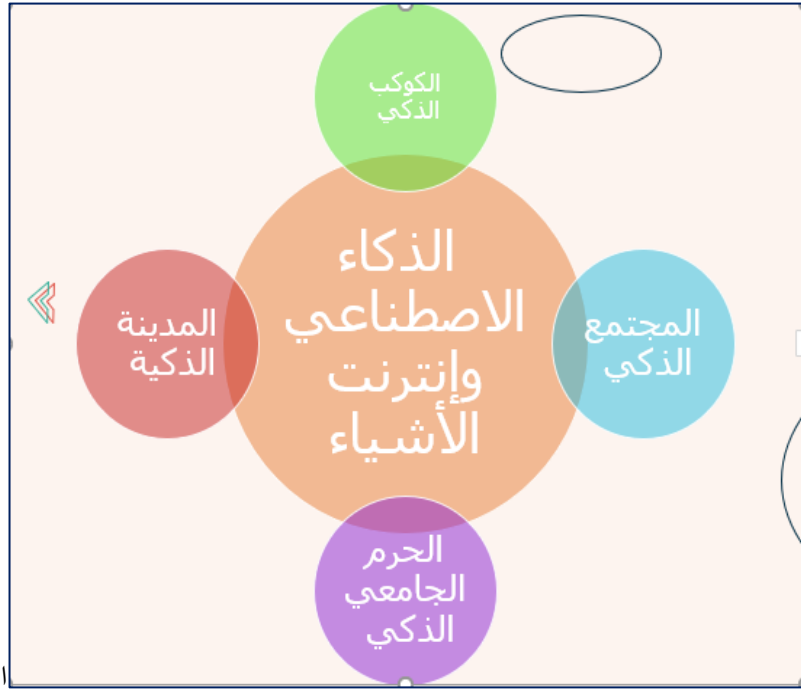 الكوكب
الذكي
الذكاء
الاصطناعي
وإنترنت
الأشياء
المجتمع
الذكي
المدينة
الذكية
الحرم
الجامعي
الذكي